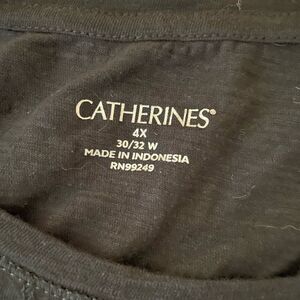 CATHERINES®
4X
30/32 W
MADE IN INDONESIA
RN99249